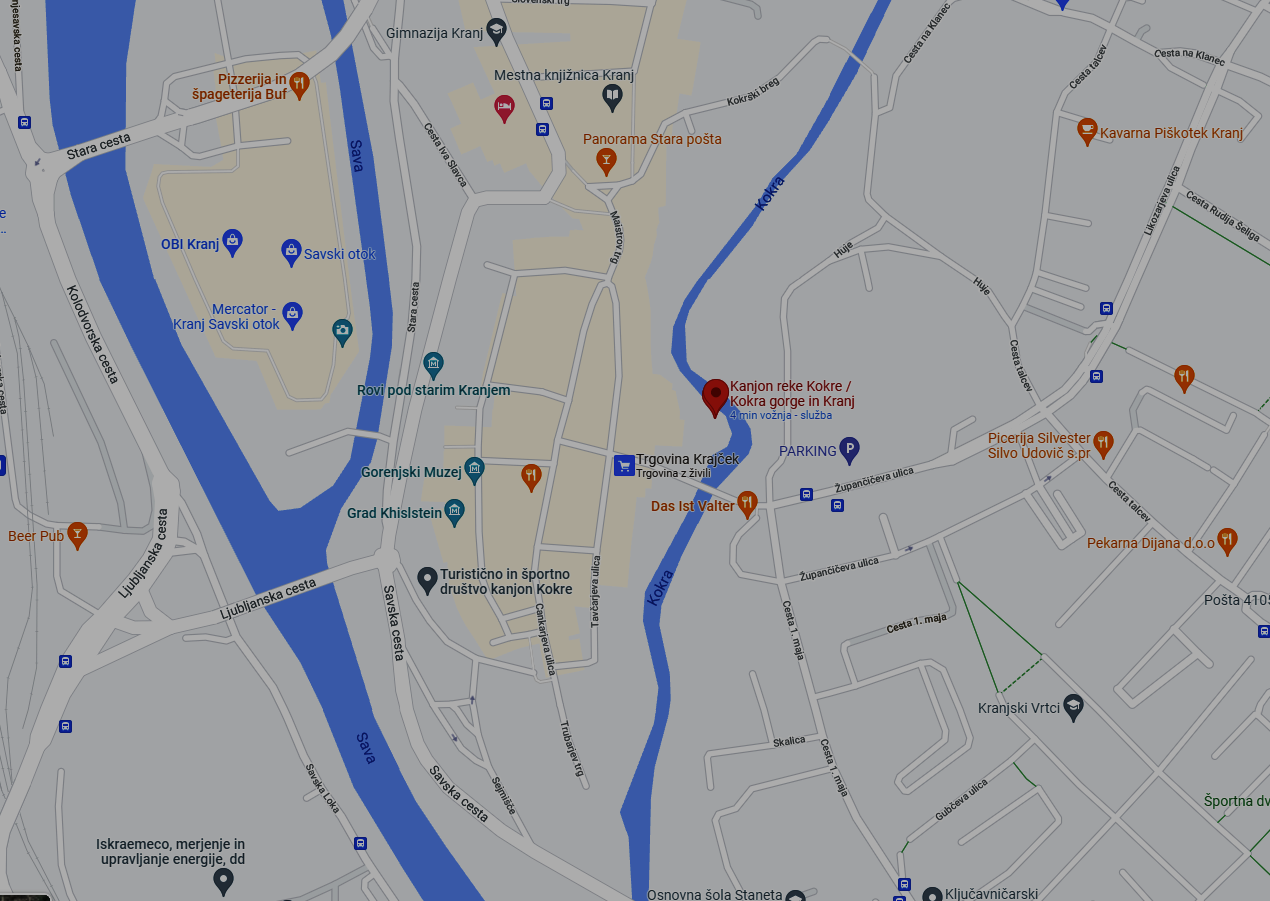 Slovenski trg
Gimnazija Kranj
Mestna knjižnica Kranj
Pizzerija in
špageterija Buf
Stara cesta
Sava
Cesta Iva Slavca
Panorama Stara pošta
Kokrski breg
Cesta na Klanec
Cesta talcev
Cesta na Klanec
Kavarna Piškotek Kranj
Kokra
Likozarjeva ulica
Cesta Rudija Šeliga
Maistrov trg
OBI Kranj
Savski otok
Huje
Huje
Mercator -
Kranj Savski otok
Kolodvorska cesta
Stara cesta
Rovi pod starim Kranjem
Cesta talcev
Kanjon reke Kokre /
Kokra gorge in Kranj
4 min vožnja - služba
Gorenjski Muzej
Trgovina Krajček
Trgovina z živili
PARKING
P
Picerija Silvester
Silvo Udovič s.pr
Županičičeva ulica
Grad Khislstein
Das Ist Valter
Cesta talcev
Beer Pub
Ljubljanska cesta
Pekarna Dijana d.o.o
Župančičeva ulica
Turistično in športno
društvo kanjon Kokre
Kokra
Ljubljanska cesta
Savska cesta
Tavčarjeva ulica
Cankarjeva ulica
Cesta 1. maja
Cesta 1. maja
Pošta 4105
Kranjski Vrtci
Sava
Trubarjev trg
Skalica
Cesta 1. maja
Savska Loka
Savska cesta
Sejmišče
Gubčeva ulica
Športna dv
Iskraemeco, merjenje in
upravljanje energije, dd
Osnovna šola Staneta
Ključavničarski